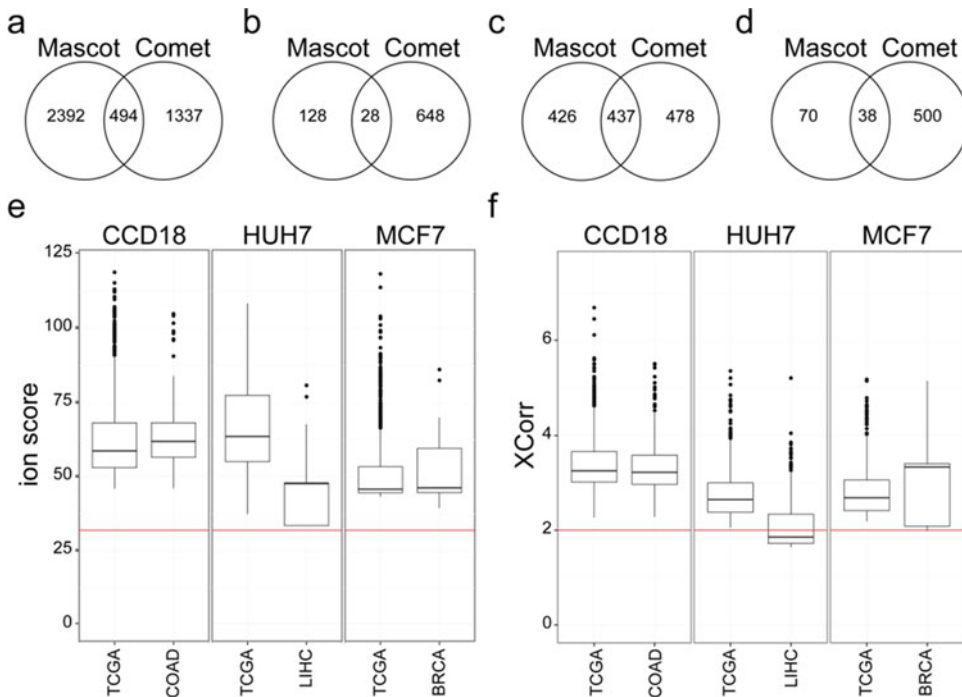 a b c d
Mascot Comet Mascot Comet Mascot Comet Mascot Comet
2392 494 1337 128 28 648 426 437 478 70 38 500
e f
CCD18 HUH7 MCF7 CCD18 HUH7 MCF7
125
100
75
50
25
0
ion score
TCGA COAD TCGA LIHC TCGA BRCA
6
4
2
0
XCorr
TCGA COAD TCGA LIHC TCGA BRCA